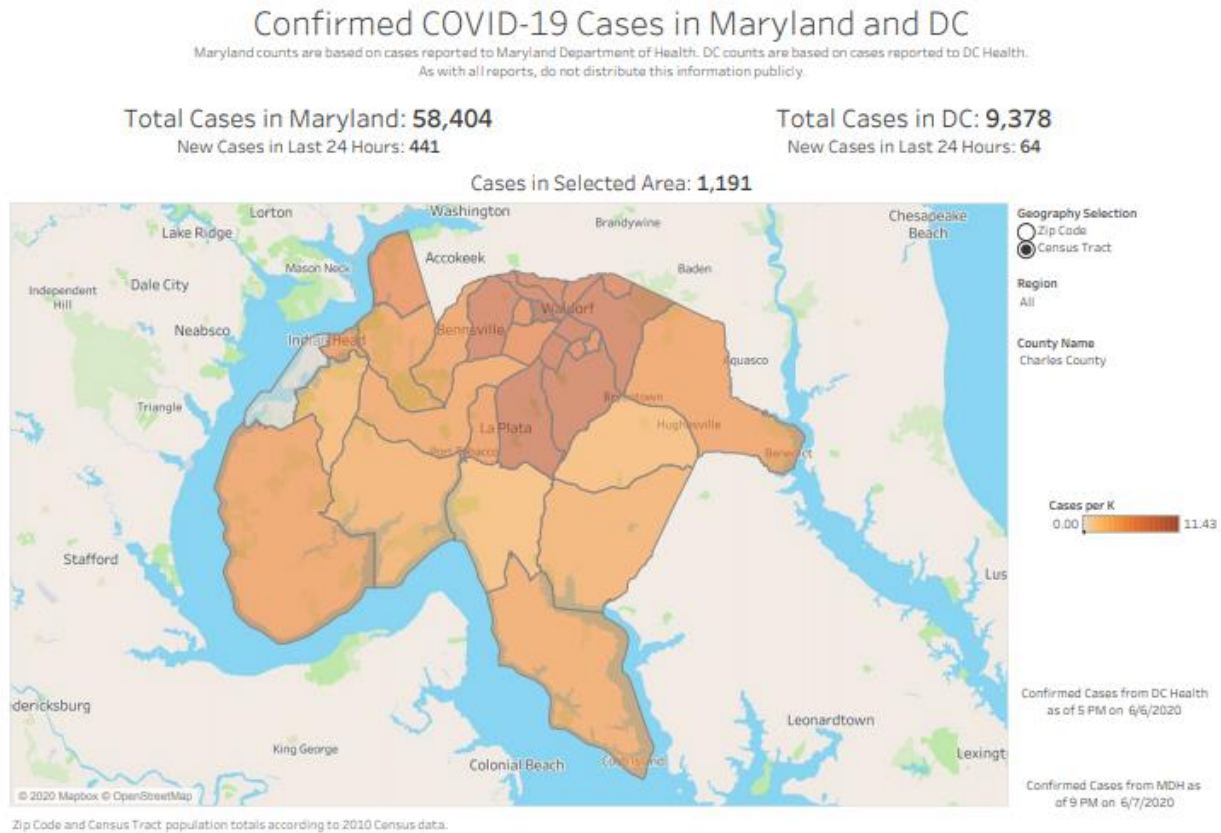 Confirmed COVID-19 Cases in Maryland and DC
Maryland counts are based on cases reported to Maryland Department of Health. DC counts are based on cases reported to DC Health.
As with all reports, do not distribute this information publicly.
Total Cases in Maryland: 58,404
New Cases in Last 24 Hours: 441
Total Cases in DC: 9,378
New Cases in Last 24 Hours: 64
Cases in Selected Area: 1,191
Lorton
Washington
Chesapeake
Beach
Brandywine
Lake Ridge
Accokeek
Mason Neck
Baden
Independent
Hill
Dale City
Neabsco
Waldorf
Bennsville
Indian Head
Aquasco
Triangle
Bryantown
La Plata
Hughesville
Port Tobacco
Benedict
Stafford
Lus
dericksburg
Leonardtown
King George
Colonial Beach
Cobb Island
Lexingt
© 2020 Mapbox © OpenStreetMap
Geography Selection
Zip Code
Census Tract
Region
All
County Name
Charles County
Cases per K
0.00 11.43
Confirmed Cases from DC Health
as of 5 PM on 6/6/2020
Confirmed Cases from MDH as
of 9 PM on 6/7/2020
Zip Code and Census Tract population totals according to 2010 Census data.